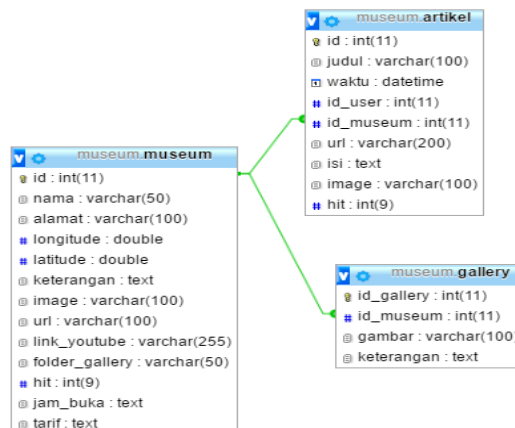 museum.artikel
id : int(11)
judul : varchar(100)
waktu : datetime
id_user : int(11)
id_museum : int(11)
url : varchar(200)
isi : text
image : varchar(100)
hit : int(9)
museum.museum
id : int(11)
nama : varchar(50)
alamat : varchar(100)
longitude : double
latitude : double
keterangan : text
image : varchar(100)
url : varchar(100)
link_youtube : varchar(255)
folder_gallery : varchar(50)
hit : int(9)
jam_buka : text
tarif : text
museum.gallery
id_gallery : int(11)
id_museum : int(11)
gambar : varchar(100)
keterangan : text